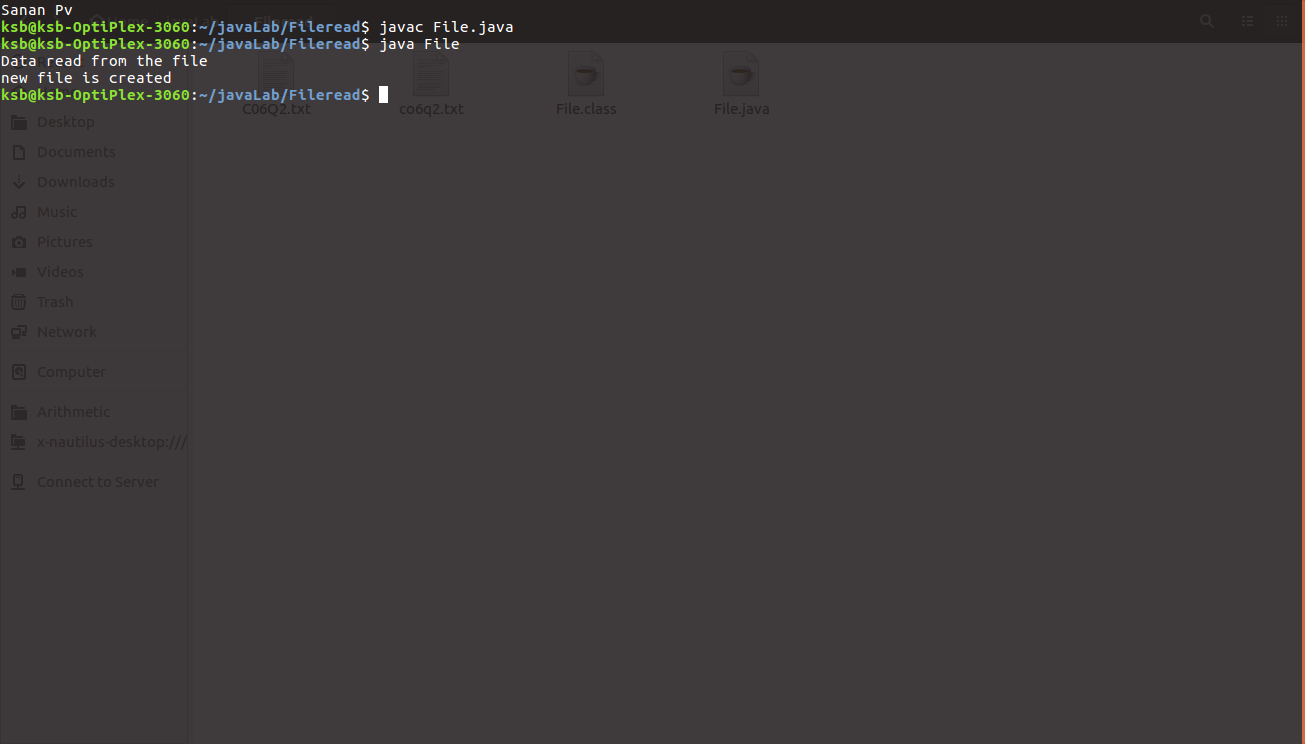 Sanan Pv
ksb@ksb-OptiPlex-3060:~/javaLab/Fileread$ javac File.java
ksb@ksb-OptiPlex-3060:~/javaLab/Fileread$ java File
Data read from the file
new file is created
ksb@ksb-OptiPlex-3060:~/javaLab/Fileread$
C06Q2.txt co6q2.txt File.class File.java
Desktop
Documents
Downloads
Music
Pictures
Videos
Trash
Network
Computer
Arithmetic
x-nautilus-desktop:///
Connect to Server